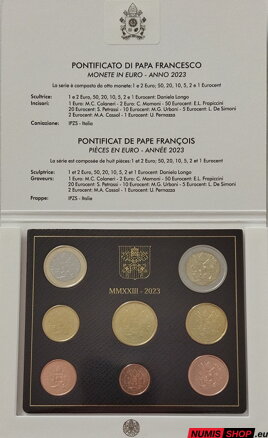 PONTIFICATO DI PAPA FRANCESCO
MONETE IN EURO - ANNO 2023
La serie è composta da otto monete: 1 e 2 Euro, 50, 20, 10, 5, 2 e 1 Eurocent
Scultrice: 1 e 2 Euro; 50, 20, 10, 5, 2 e 1 Eurocent: Daniela Longo
Incisori: 1 Euro: M.C. Colaneri - 2 Euro: C. Momoni - 50 Eurocent: E.L. Frapiccini
20 Eurocent: S. Petrassi - 10 Eurocent: M.G. Urbani - 5 Eurocent: L. De Simoni
2 Eurocent: M.A. Cassol - 1 Eurocent: U. Pernazza
Coniazione: IPZS - Italia
PONTIFICAT DE PAPE FRANÇOIS
PIÈCES EN EURO - ANNÉE 2023
La série est composée de huit pièces: 1 et 2 Euro, 50, 20, 10, 5, 2 et 1 Eurocent
Sculptrice: 1 et 2 Euro; 50, 20, 10, 5, 2 et 1 Eurocent: Daniela Longo
Graveurs: 1 Euro: M.C. Colaneri - 2 Euro: C. Momoni - 50 Eurocent: E.L. Frapiccini
20 Eurocent: S. Petrassi - 10 Eurocent: M.G. Urbani - 5 Eurocent: L. De Simoni
2 Eurocent: M.A. Cassol - 1 Eurocent: U. Pernazza
Frappe: IPZS - Italia
MMXXIII - 2023
NUMISSHOP.eu